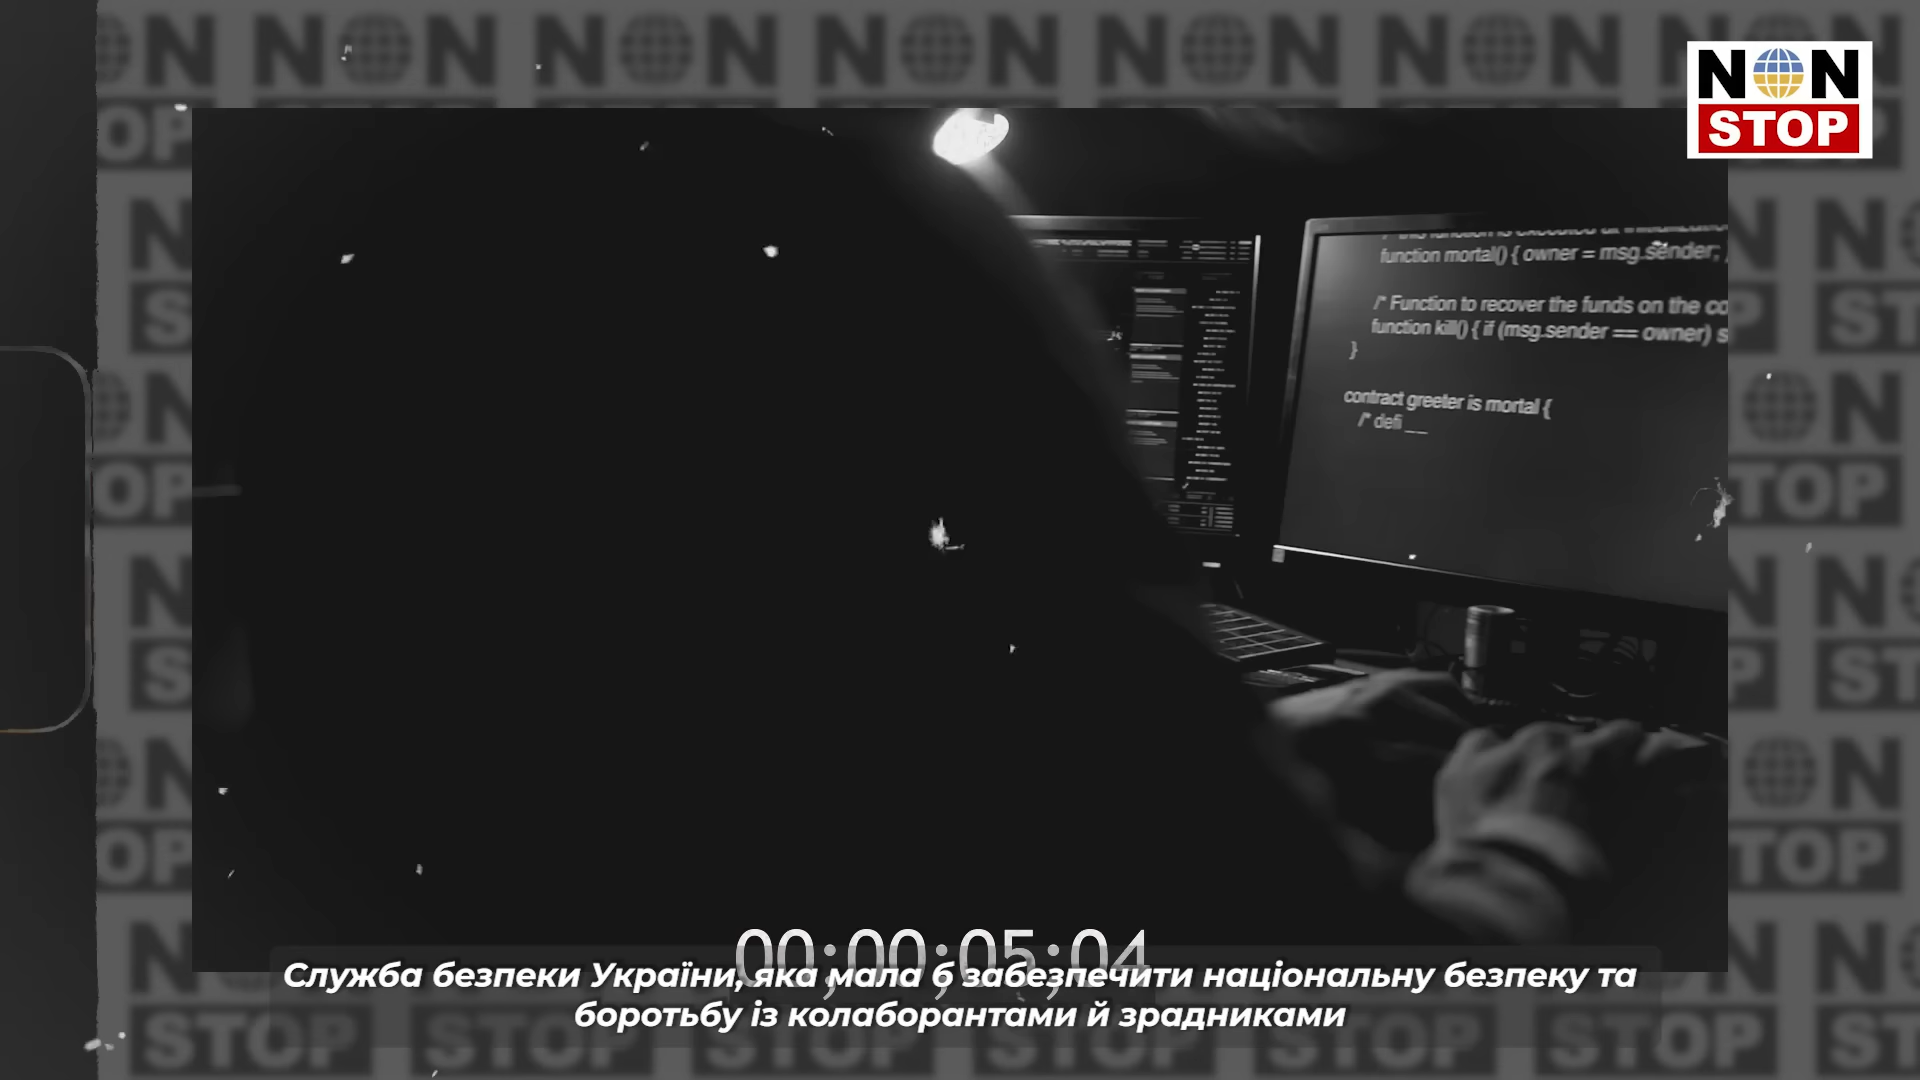 NON
STOP
function mortal() { owner = msg.sender;
/* Function to recover the funds on the co
function kill() { if (msg.sender == owner) s
}
contract greeter is mortal {
/* defi _ _
00;00;05;04
Служба безпеки України, яка мала б забезпечити національну безпеку та
боротьбу із колаборантами й зрадниками